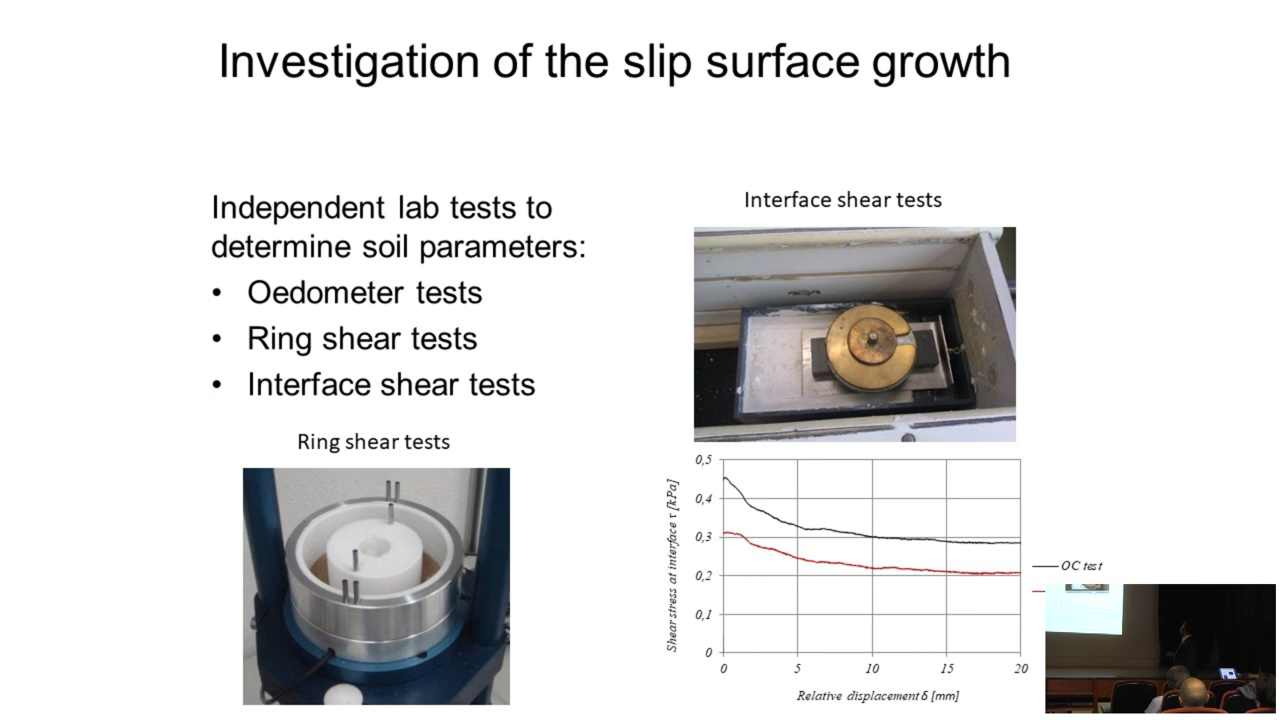 Investigation of the slip surface growth
Independent lab tests to
determine soil parameters:
• Oedometer tests
• Ring shear tests
• Interface shear tests
Ring shear tests
Interface shear tests
0,5
0,4
0,3
0,2
0,1
0
Shear stress at interface τ [kPa]
0 5 10 15 20
Relative displacement δ [mm]
OC test